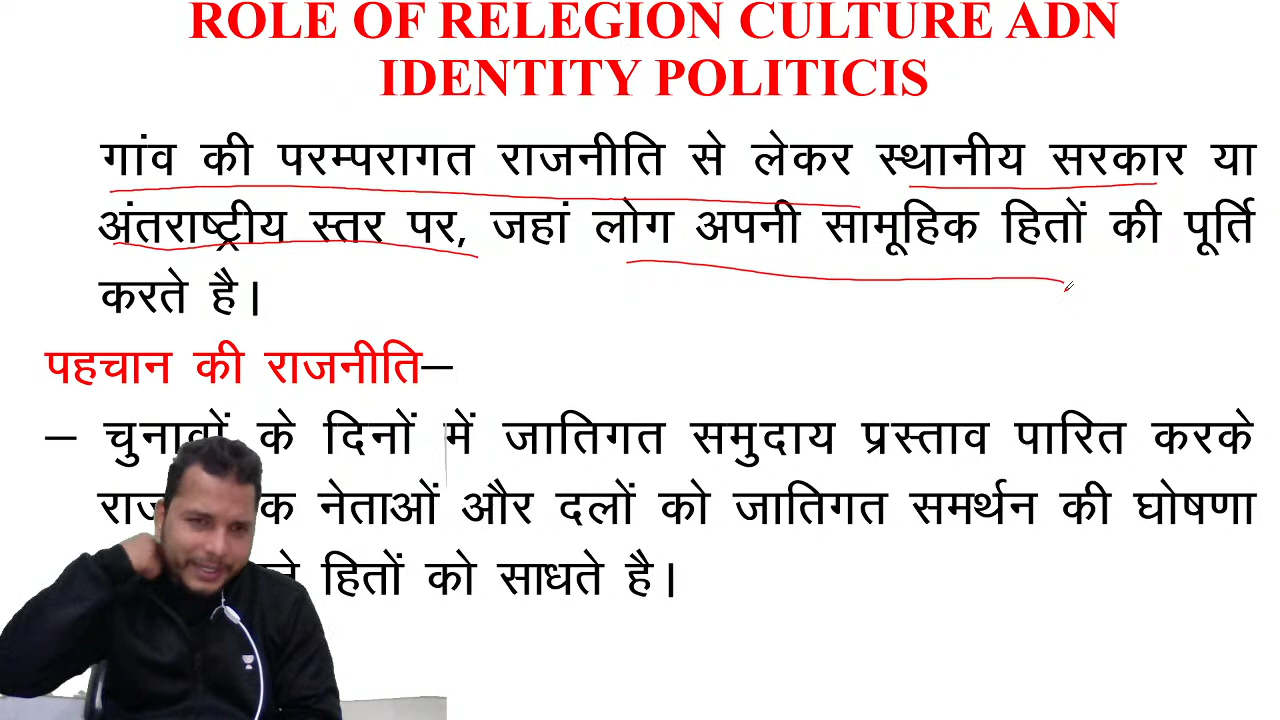 ROLE OF RELEGION CULTURE ADN
IDENTITY POLITICIS
गांव की परम्परागत राजनीति से लेकर स्थानीय सरकार या
अंतराष्ट्रीय स्तर पर, जहां लोग अपनी सामूहिक हितों की पूर्ति
करते है।
पहचान की राजनीति–
– चुनावों के दिनों में जातिगत समुदाय प्रस्ताव पारित करके
नेताओं और दलों को जातिगत समर्थन की घोषणा
हितों को साधते है।